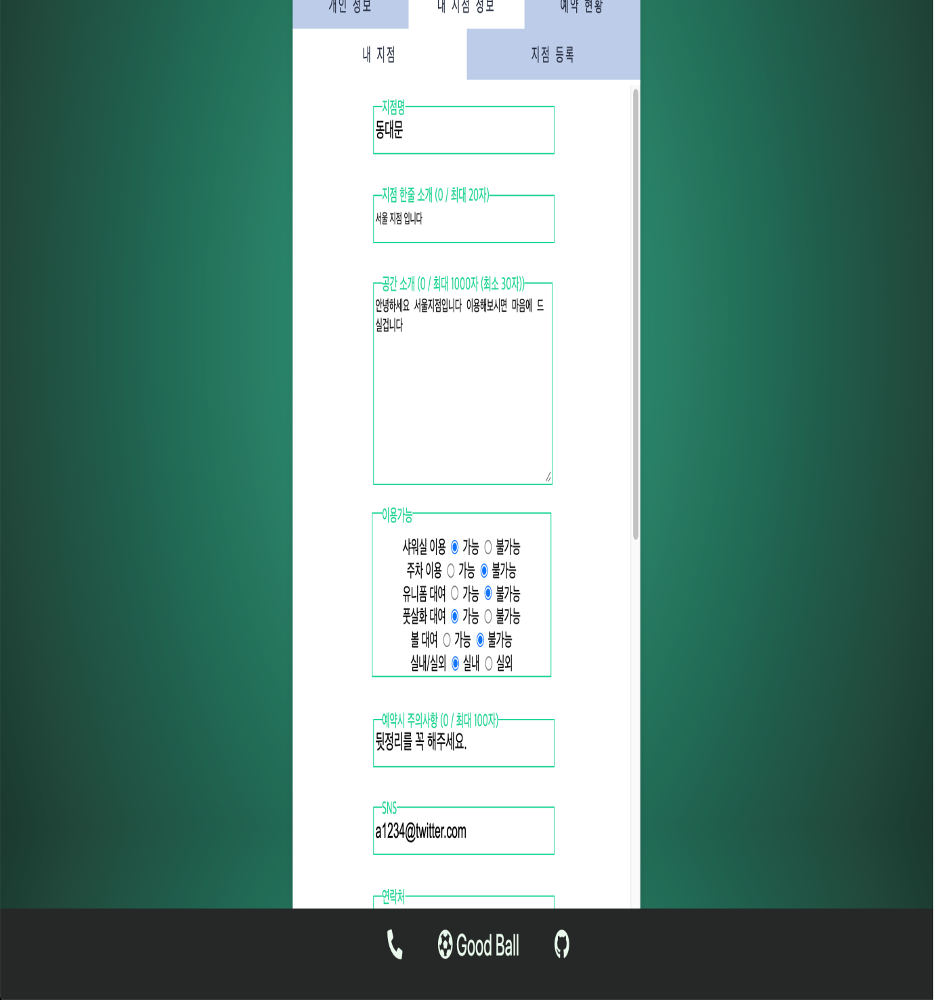 개인 정보 내 지점 정보 예약 현황
내 지점 지점 등록
지점명
동대문
지점 한줄 소개 (0 / 최대 20자)
서울 지점 입니다
공간 소개 (0 / 최대 1000자 (최소 30자))
안녕하세요 서울지점입니다 이용해보시면 마음에 드
실겁니다
이용가능
샤워실 이용 가능 불가능
주차 이용 가능 불가능
유니폼 대여 가능 불가능
풋살화 대여 가능 불가능
볼 대여 가능 불가능
실내/실외 실내 실외
예약시 주의사항 (0 / 최대 100자)
뒷정리를 꼭 해주세요.
SNS
a1234@twitter.com
연락처
Good Ball